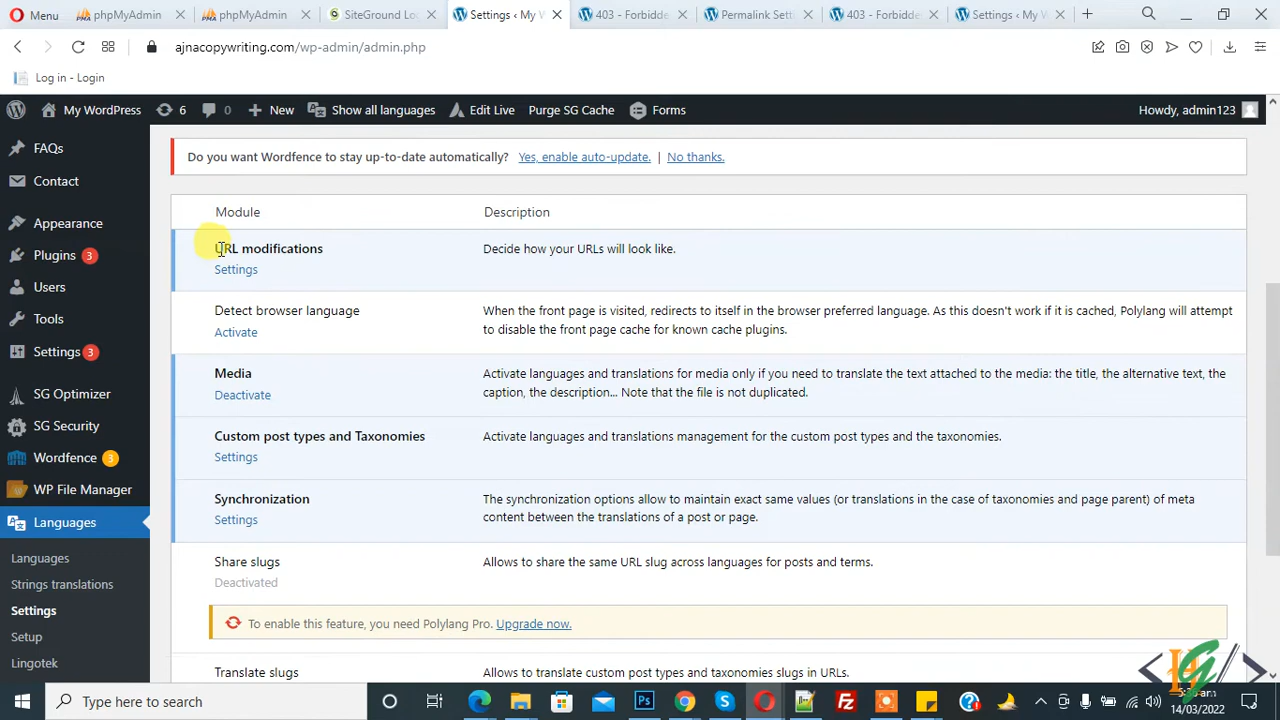 Menu
phpMyAdmin
phpMyAdmin
SiteGround Lo
Settings ‹ My W
403 - Forbidde
Permalink Sett
403 - Forbidde
Settings ‹ My W
ajnacopywriting.com/wp-admin/admin.php
Log in - Login
My WordPress
6
0
New
Show all languages
Edit Live
Purge SG Cache
Forms
Howdy, admin123
FAQs
Contact
Appearance
Plugins 3
Users
Tools
Settings 3
SG Optimizer
SG Security
Wordfence 3
WP File Manager
Languages
Languages
Strings translations
Settings
Setup
Lingotek
Do you want Wordfence to stay up-to-date automatically? Yes, enable auto-update. | No thanks.
Module
Description
URL modifications
Settings
Decide how your URLs will look like.
Detect browser language
Activate
When the front page is visited, redirects to itself in the browser preferred language. As this doesn't work if it is cached, Polylang will attempt
to disable the front page cache for known cache plugins.
Media
Deactivate
Activate languages and translations for media only if you need to translate the text attached to the media: the title, the alternative text, the
caption, the description... Note that the file is not duplicated.
Custom post types and Taxonomies
Settings
Activate languages and translations management for the custom post types and the taxonomies.
Synchronization
Settings
The synchronization options allow to maintain exact same values (or translations in the case of taxonomies and page parent) of meta
content between the translations of a post or page.
Share slugs
Deactivated
Allows to share the same URL slug across languages for posts and terms.
To enable this feature, you need Polylang Pro. Upgrade now.
Translate slugs
Allows to translate custom post types and taxonomies slugs in URLs.
Type here to search
14/03/2022